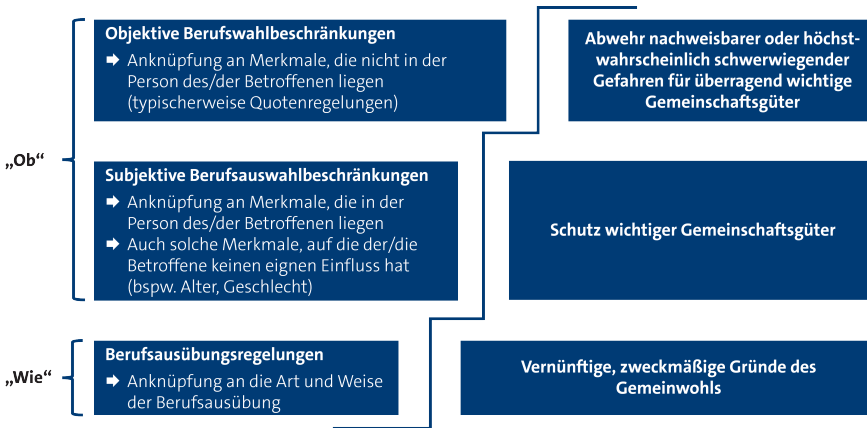 „Ob“
Objektive Berufswahlbeschränkungen
➡ Anknüpfung an Merkmale, die nicht in der
Person des/der Betroffenen liegen
(typischerweise Quotenregelungen)
Abwehr nachweisbarer oder höchst-
wahrscheinlich schwerwiegender
Gefahren für überragend wichtige
Gemeinschaftsgüter
Subjektive Berufsauswahlbeschränkungen
➡ Anknüpfung an Merkmale, die in der
Person des/der Betroffenen liegen
➡ Auch solche Merkmale, auf die der/die
Betroffene keinen eignen Einfluss hat
(bspw. Alter, Geschlecht)
Schutz wichtiger Gemeinschaftsgüter
„Wie“
Berufsausübungsregelungen
➡ Anknüpfung an die Art und Weise
der Berufsausübung
Vernünftige, zweckmäßige Gründe des
Gemeinwohls